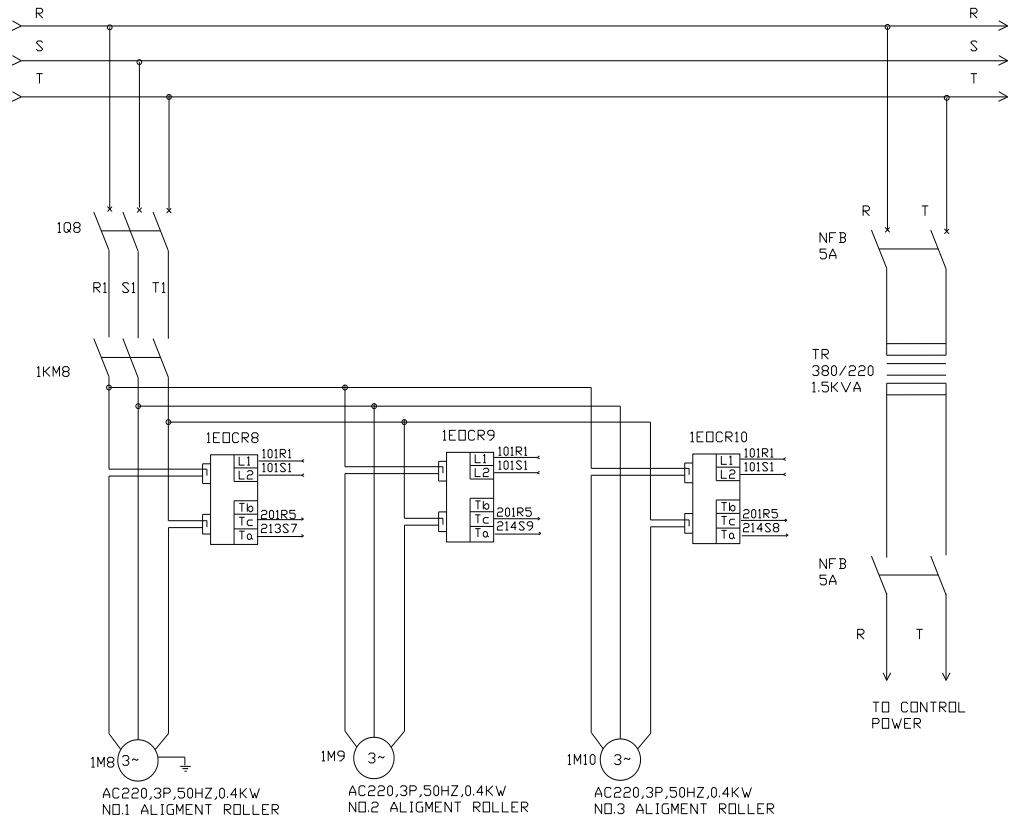 R
R
S
S
T
T
1Q8
R
T
NFB
5A
R1 S1 T1
1KM8
TR
380/220
1.5KVA
1EOCR8
L1 101R1
L2 101S1
Tb
Tc 201R5
Ta 213S7
1EOCR9
L1 101R1
L2 101S1
Tb
Tc 201R5
Ta 214S9
1EOCR10
L1 101R1
L2 101S1
Tb
Tc 201R5
Ta 214S8
NFB
5A
R
T
TO CONTROL
POWER
1M8 3~
AC220,3P,50HZ,0.4KW
NO.1 ALIGMENT ROLLER
1M9 3~
AC220,3P,50HZ,0.4KW
NO.2 ALIGMENT ROLLER
1M10 3~
AC220,3P,50HZ,0.4KW
NO.3 ALIGMENT ROLLER